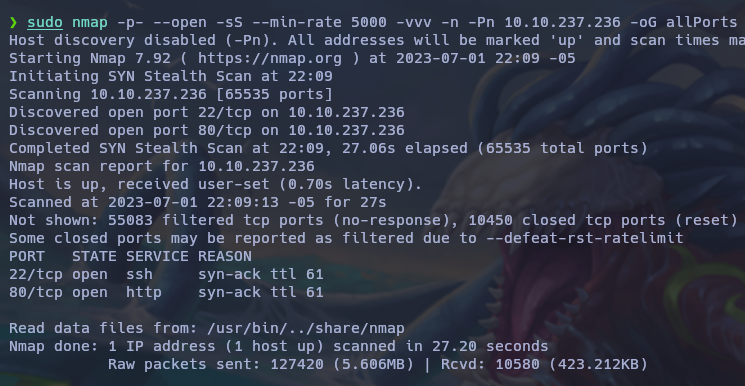 ❯ sudo nmap -p- --open -sS --min-rate 5000 -vvv -n -Pn 10.10.237.236 -oG allPorts
Host discovery disabled (-Pn). All addresses will be marked 'up' and scan times ma
Starting Nmap 7.92 ( https://nmap.org ) at 2023-07-01 22:09 -05
Initiating SYN Stealth Scan at 22:09
Scanning 10.10.237.236 [65535 ports]
Discovered open port 22/tcp on 10.10.237.236
Discovered open port 80/tcp on 10.10.237.236
Completed SYN Stealth Scan at 22:09, 27.06s elapsed (65535 total ports)
Nmap scan report for 10.10.237.236
Host is up, received user-set (0.70s latency).
Scanned at 2023-07-01 22:09:13 -05 for 27s
Not shown: 55083 filtered tcp ports (no-response), 10450 closed tcp ports (reset)
Some closed ports may be reported as filtered due to --defeat-rst-ratelimit
PORT   STATE SERVICE REASON
22/tcp open  ssh     syn-ack ttl 61
80/tcp open  http    syn-ack ttl 61
Read data files from: /usr/bin/../share/nmap
Nmap done: 1 IP address (1 host up) scanned in 27.20 seconds
           Raw packets sent: 127420 (5.606MB) | Rcvd: 10580 (423.212KB)